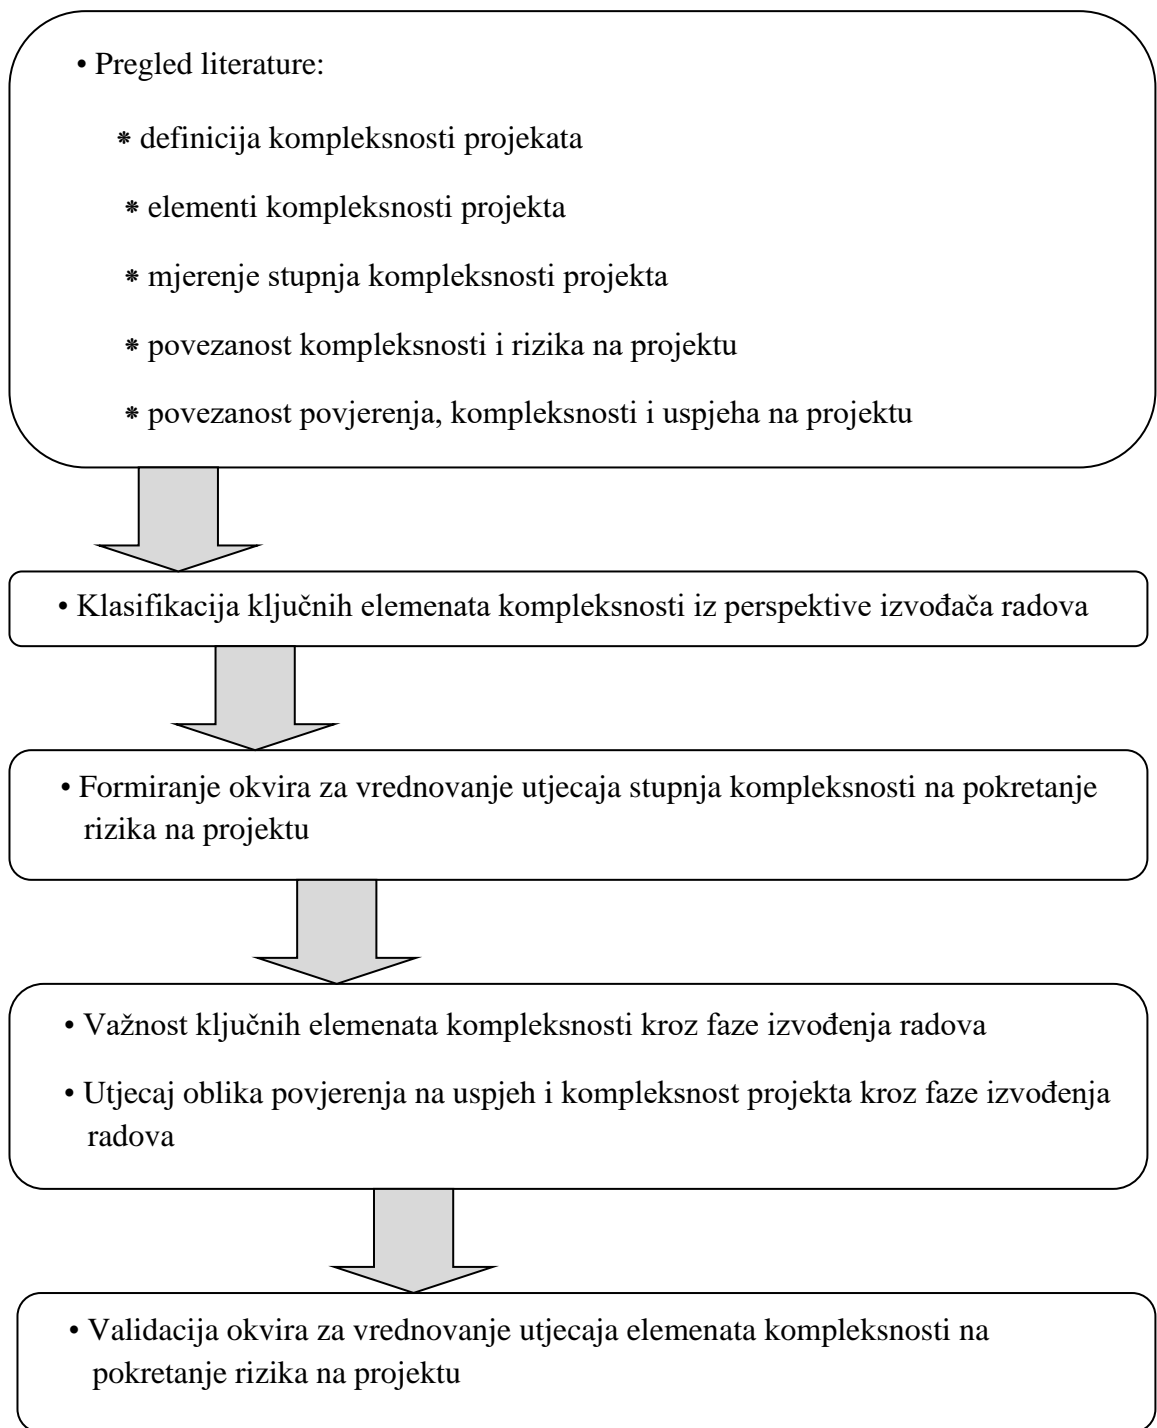 • Pregled literature:
⁕ definicija kompleksnosti projekata
⁕ elementi kompleksnosti projekta
⁕ mjerenje stupnja kompleksnosti projekta
⁕ povezanost kompleksnosti i rizika na projektu
⁕ povezanost povjerenja, kompleksnosti i uspjeha na projektu
• Klasifikacija ključnih elemenata kompleksnosti iz perspektive izvođača radova
• Formiranje okvira za vrednovanje utjecaja stupnja kompleksnosti na pokretanje
rizika na projektu
• Važnost ključnih elemenata kompleksnosti kroz faze izvođenja radova
• Utjecaj oblika povjerenja na uspjeh i kompleksnost projekta kroz faze izvođenja
radova
• Validacija okvira za vrednovanje utjecaja elemenata kompleksnosti na
pokretanje rizika na projektu